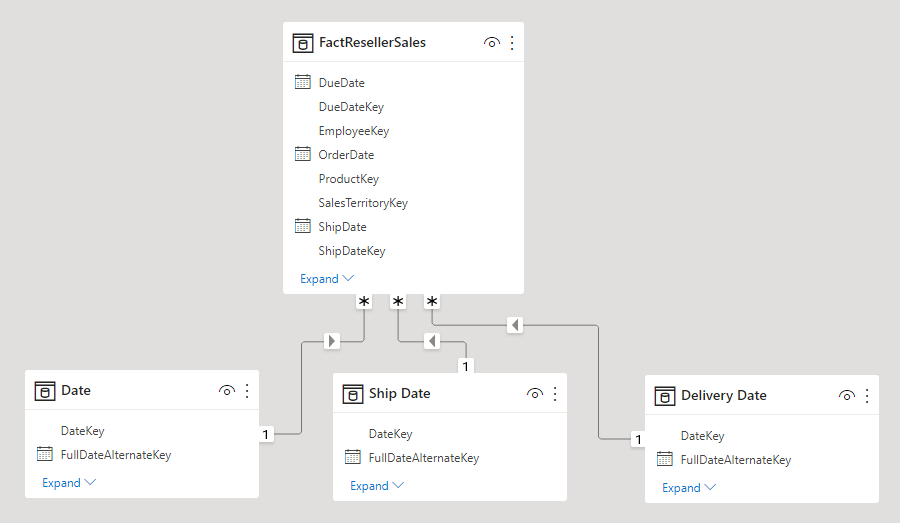 FactResellerSales
DueDate
DueDateKey
EmployeeKey
OrderDate
ProductKey
SalesTerritoryKey
ShipDate
ShipDateKey
Expand
* * *
1
Date
DateKey
FullDateAlternateKey
Expand
1
Ship Date
DateKey
FullDateAlternateKey
Expand
1
Delivery Date
DateKey
FullDateAlternateKey
Expand